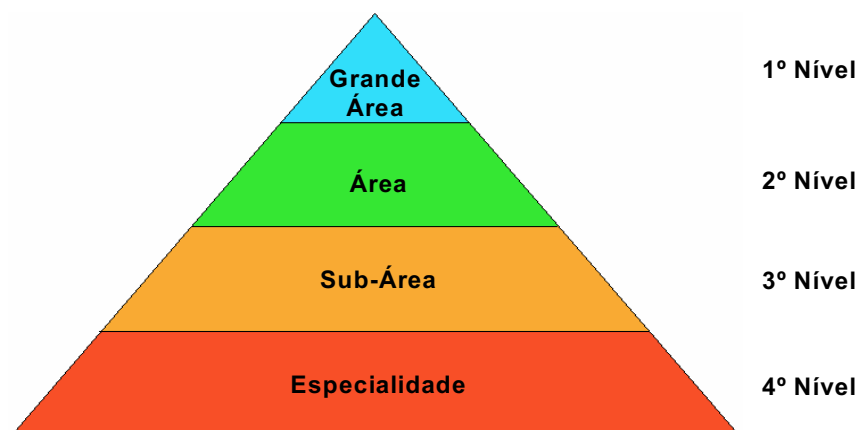 Grande
Área
1º Nível
Área
2º Nível
Sub-Área
3º Nível
Especialidade
4º Nível